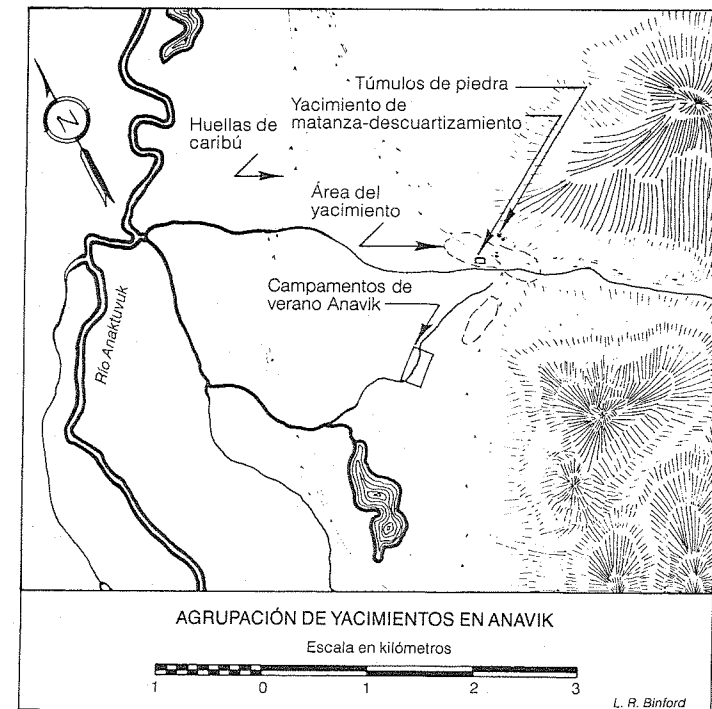 N
Túmulos de piedra
Yacimiento de
matanza-descuartizamiento
Huellas de
caribú
Área del
yacimiento
Campamentos de
verano Anavik
Río Anaktuvuk
AGRUPACIÓN DE YACIMIENTOS EN ANAVIK
Escala en kilómetros
1 0 1 2 3
L. R. Binford